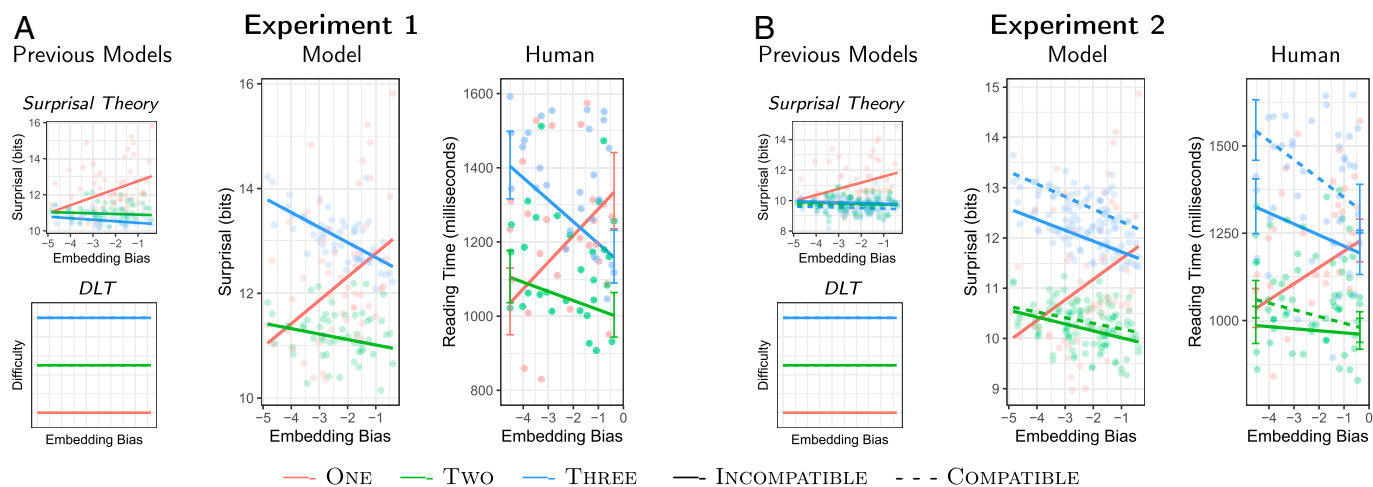 A
Experiment 1
Previous Models
Model
Human
Surprisal Theory
Surprisal (bits)
16
14
12
10
−5 −4 −3 −2 −1
Embedding Bias
DLT
Difficulty
Embedding Bias
Surprisal (bits)
16
14
12
10
−5 −4 −3 −2 −1
Embedding Bias
Reading Time (milliseconds)
1600
1400
1200
1000
800
−5 −4 −3 −2 −1 0
Embedding Bias
B
Experiment 2
Previous Models
Model
Human
Surprisal Theory
Surprisal (bits)
14
12
10
8
−5 −4 −3 −2 −1
Embedding Bias
DLT
Difficulty
Embedding Bias
Surprisal (bits)
15
14
13
12
11
10
9
−5 −4 −3 −2 −1
Embedding Bias
Reading Time (milliseconds)
1500
1250
1000
−4 −3 −2 −1 0
Embedding Bias
One Two Three Incompatible Compatible